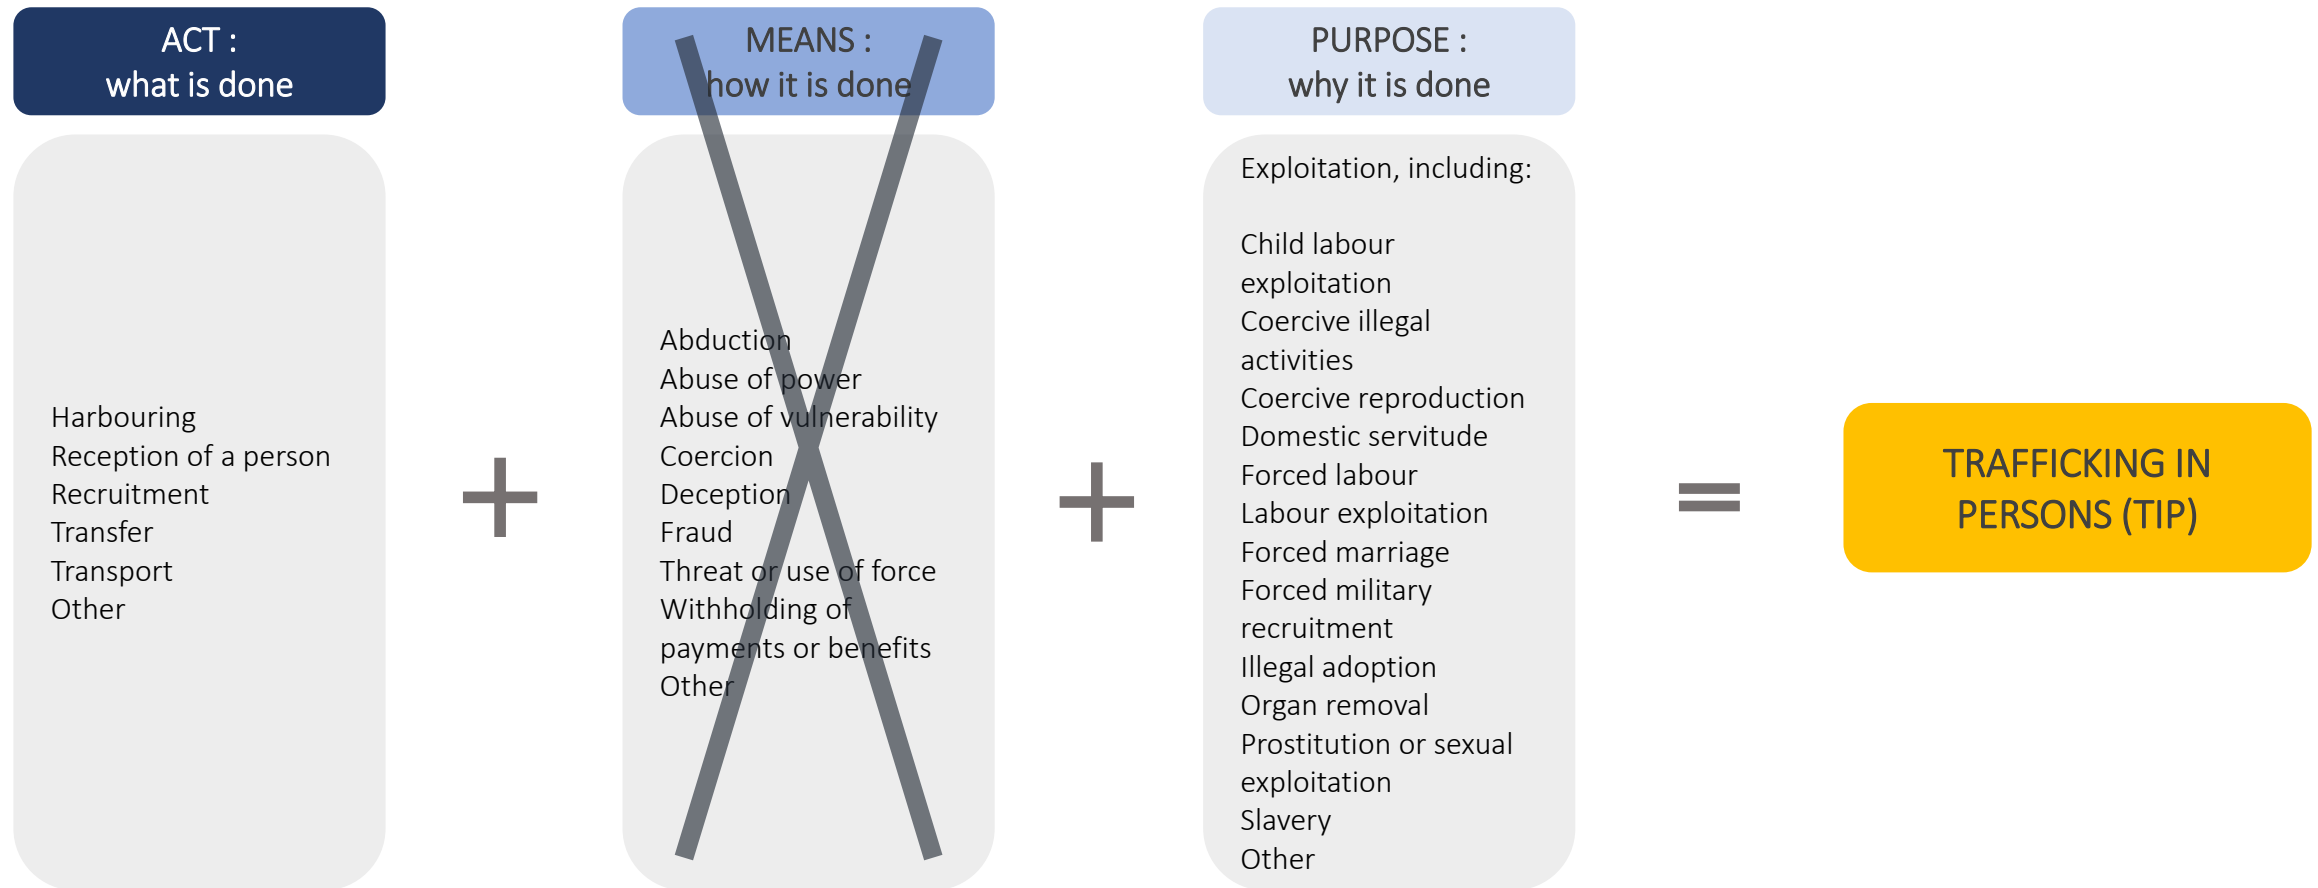 ACT :
what is done
Harbouring
Reception of a person
Recruitment
Transfer
Transport
Other
MEANS :
how it is done
Abduction
Abuse of power
Abuse of vulnerability
Coercion
Deception
Fraud
Threat or use of force
Withholding of
payments or benefits
Other
PURPOSE :
why it is done
Exploitation, including:
Child labour
exploitation
Coercive illegal
activities
Coercive reproduction
Domestic servitude
Forced labour
Labour exploitation
Forced marriage
Forced military
recruitment
Illegal adoption
Organ removal
Prostitution or sexual
exploitation
Slavery
Other
TRAFFICKING IN
PERSONS (TIP)